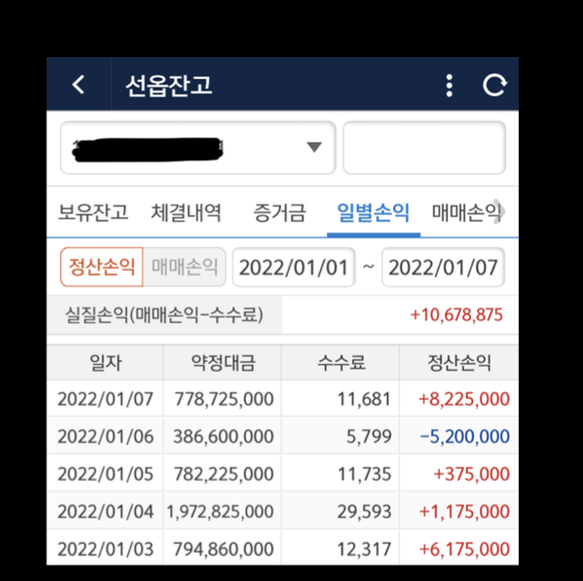 선옵잔고
보유잔고 체결내역 증거금 일별손익 매매손익
정산손익 매매손익 2022/01/01 ~ 2022/01/07
실질손익(매매손익-수수료) +10,678,875
일자 약정대금 수수료 정산손익
2022/01/07 778,725,000 11,681 +8,225,000
2022/01/06 386,600,000 5,799 -5,200,000
2022/01/05 782,225,000 11,735 +375,000
2022/01/04 1,972,825,000 29,593 +1,175,000
2022/01/03 794,860,000 12,317 +6,175,000